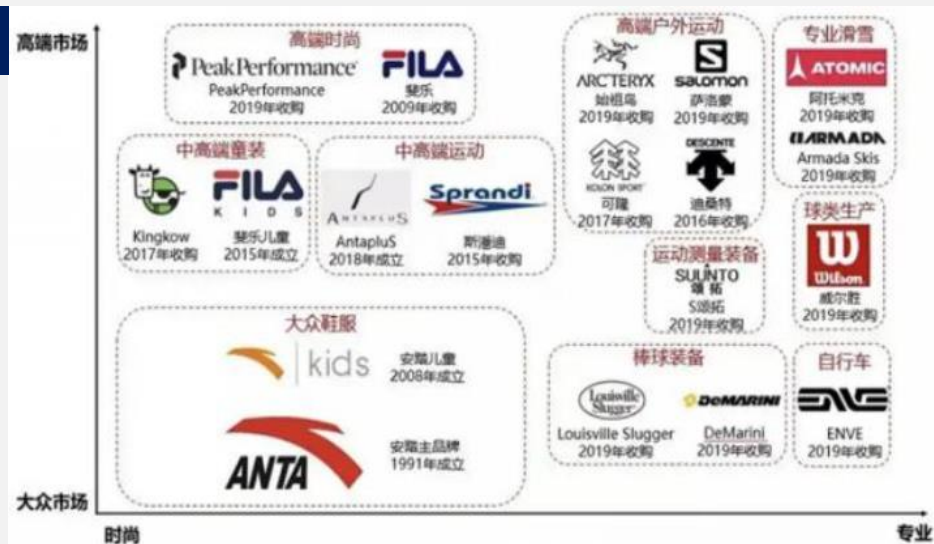 高端市场
高端时尚
PeakPerformance
PeakPerformance
2019年收购
FILA
斐乐
2009年收购
高端户外运动
ARC'TERYX
始祖鸟
2019年收购
SALOMON
萨洛蒙
2019年收购
KOLON SPORT
可隆
2017年收购
DESCENTE
迪桑特
2016年收购
专业滑雪
ATOMIC
阿托米克
2019年收购
ARMADA
Armada Skis
2019年收购
中高端童装
Kingkow
2017年收购
FILA
KIDS
斐乐儿童
2015年成立
中高端运动
ANTAPLUS
AntapluS
2018年成立
Sprandi
斯潘迪
2015年收购
球类生产
Wilson
威尔胜
2019年收购
运动测量装备
SUUNTO
颂拓
S颂拓
2019年收购
大众鞋服
kids
安踏儿童
2008年成立
ANTA
安踏主品牌
1991年成立
棒球装备
Louisville
Slugger
Louisville Slugger
2019年收购
DeMARINI
DeMarini
2019年收购
自行车
ENVE
ENVE
2019年收购
大众市场
时尚
专业